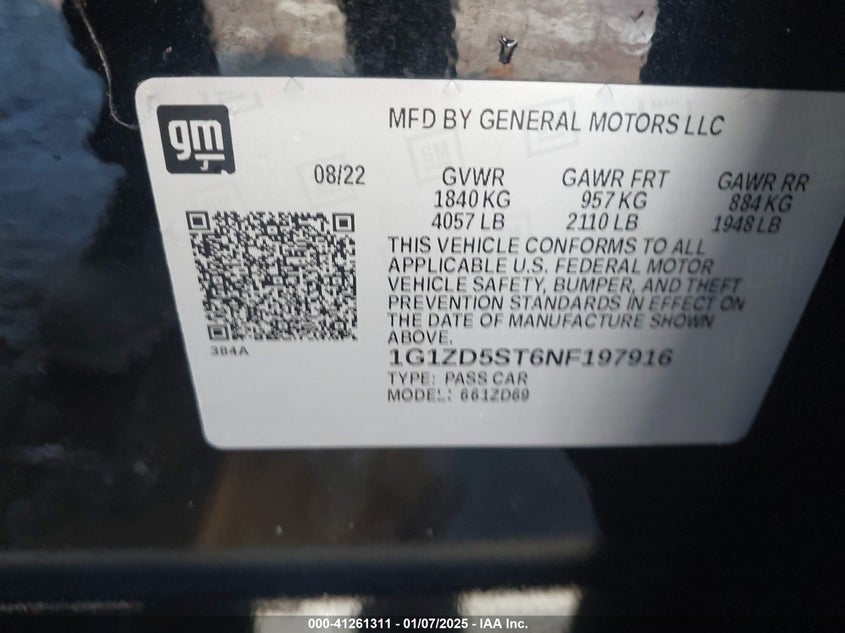 gm
MFD BY GENERAL MOTORS LLC
08/22
GVWR GAWR FRT GAWR RR
1840 KG 957 KG 884 KG
4057 LB 2110 LB 1948 LB
THIS VEHICLE CONFORMS TO ALL
APPLICABLE U.S. FEDERAL MOTOR
VEHICLE SAFETY, BUMPER, AND THEFT
PREVENTION STANDARDS IN EFFECT ON
THE DATE OF MANUFACTURE SHOWN
ABOVE.
384A
1G1ZD5ST6NF197916
TYPE: PASS CAR
MODEL: 661ZD69
000-41261311 — 01/07/2025 — IAA Inc.